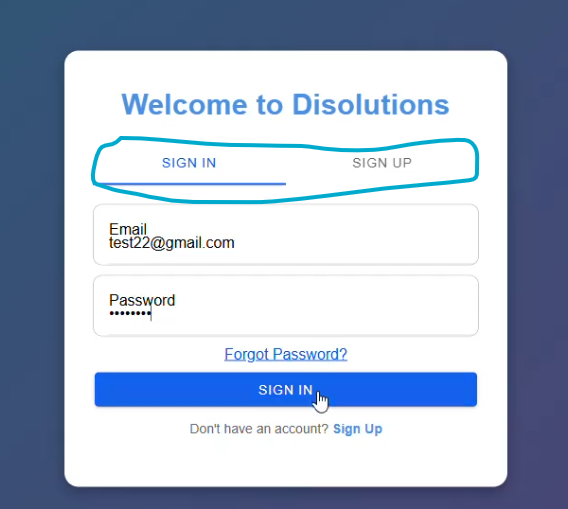 Welcome to Disolutions
SIGN IN SIGN UP
Email
test22@gmail.com
Password
••••••••
Forgot Password?
SIGN IN
Don't have an account? Sign Up